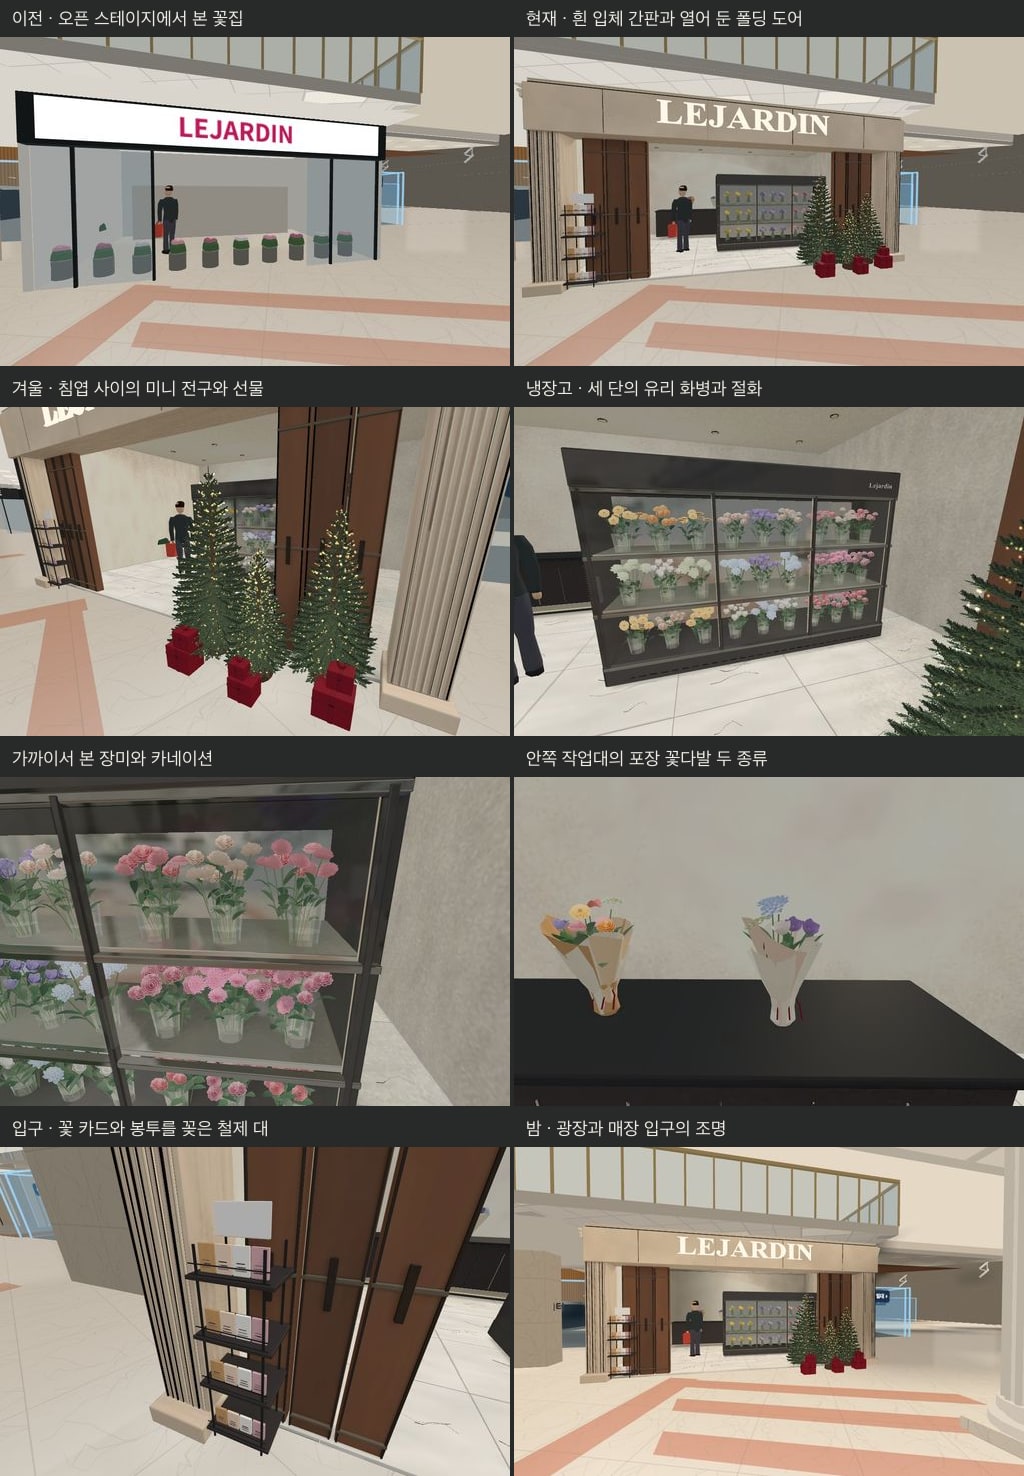 이전 · 오픈 스테이지에서 본 꽃집
현재 · 흰 입체 간판과 열어 둔 폴딩 도어
LEJARDIN
LEJARDIN
겨울 · 침엽 사이의 미니 전구와 선물
냉장고 · 세 단의 유리 화병과 절화
Lejardin
가까이서 본 장미와 카네이션
안쪽 작업대의 포장 꽃다발 두 종류
입구 · 꽃 카드와 봉투를 꽂은 철제 대
밤 · 광장과 매장 입구의 조명
LEJARDIN